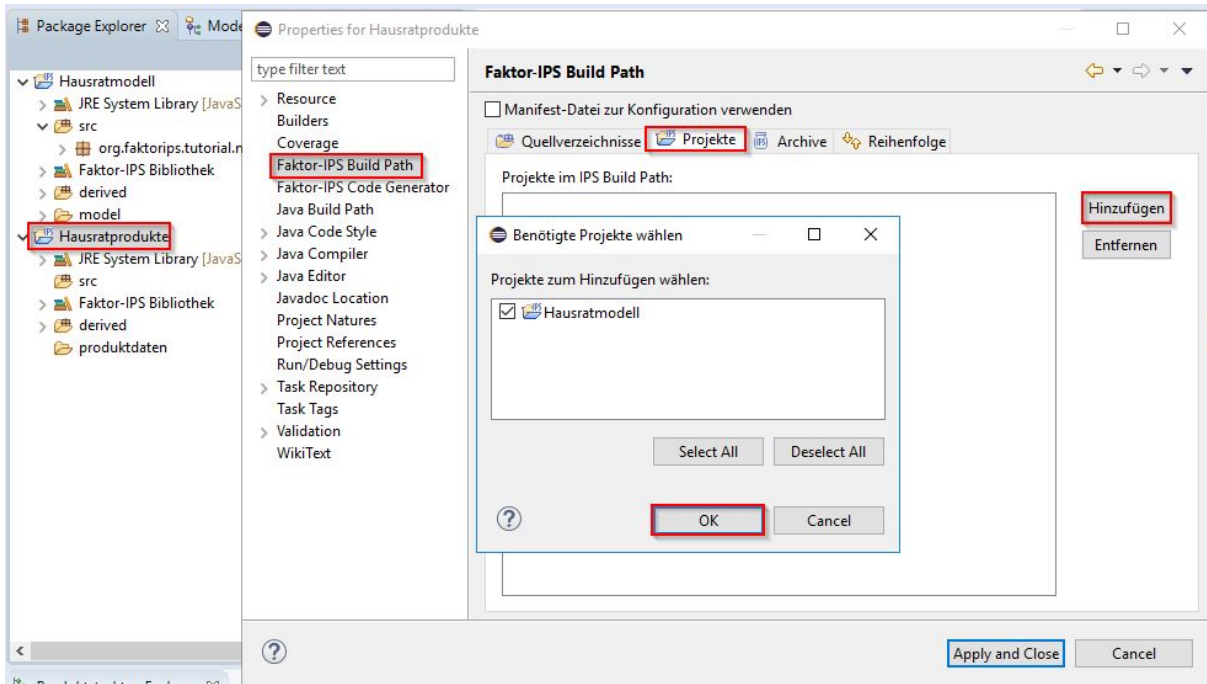 Package Explorer
Mode
Hausratmodell
JRE System Library [JavaS
src
org.faktorips.tutorial.n
Faktor-IPS Bibliothek
derived
model
Hausratprodukte
JRE System Library [JavaS
src
Faktor-IPS Bibliothek
derived
produktdaten
Properties for Hausratprodukte
type filter text
Resource
Builders
Coverage
Faktor-IPS Build Path
Faktor-IPS Code Generator
Java Build Path
Java Code Style
Java Compiler
Java Editor
Javadoc Location
Project Natures
Project References
Run/Debug Settings
Task Repository
Task Tags
Validation
WikiText
Faktor-IPS Build Path
Manifest-Datei zur Konfiguration verwenden
Quellverzeichnisse Projekte Archive Reihenfolge
Projekte im IPS Build Path:
Hinzufügen
Entfernen
Benötigte Projekte wählen
Projekte zum Hinzufügen wählen:
Hausratmodell
Select All Deselect All
OK Cancel
Apply and Close Cancel